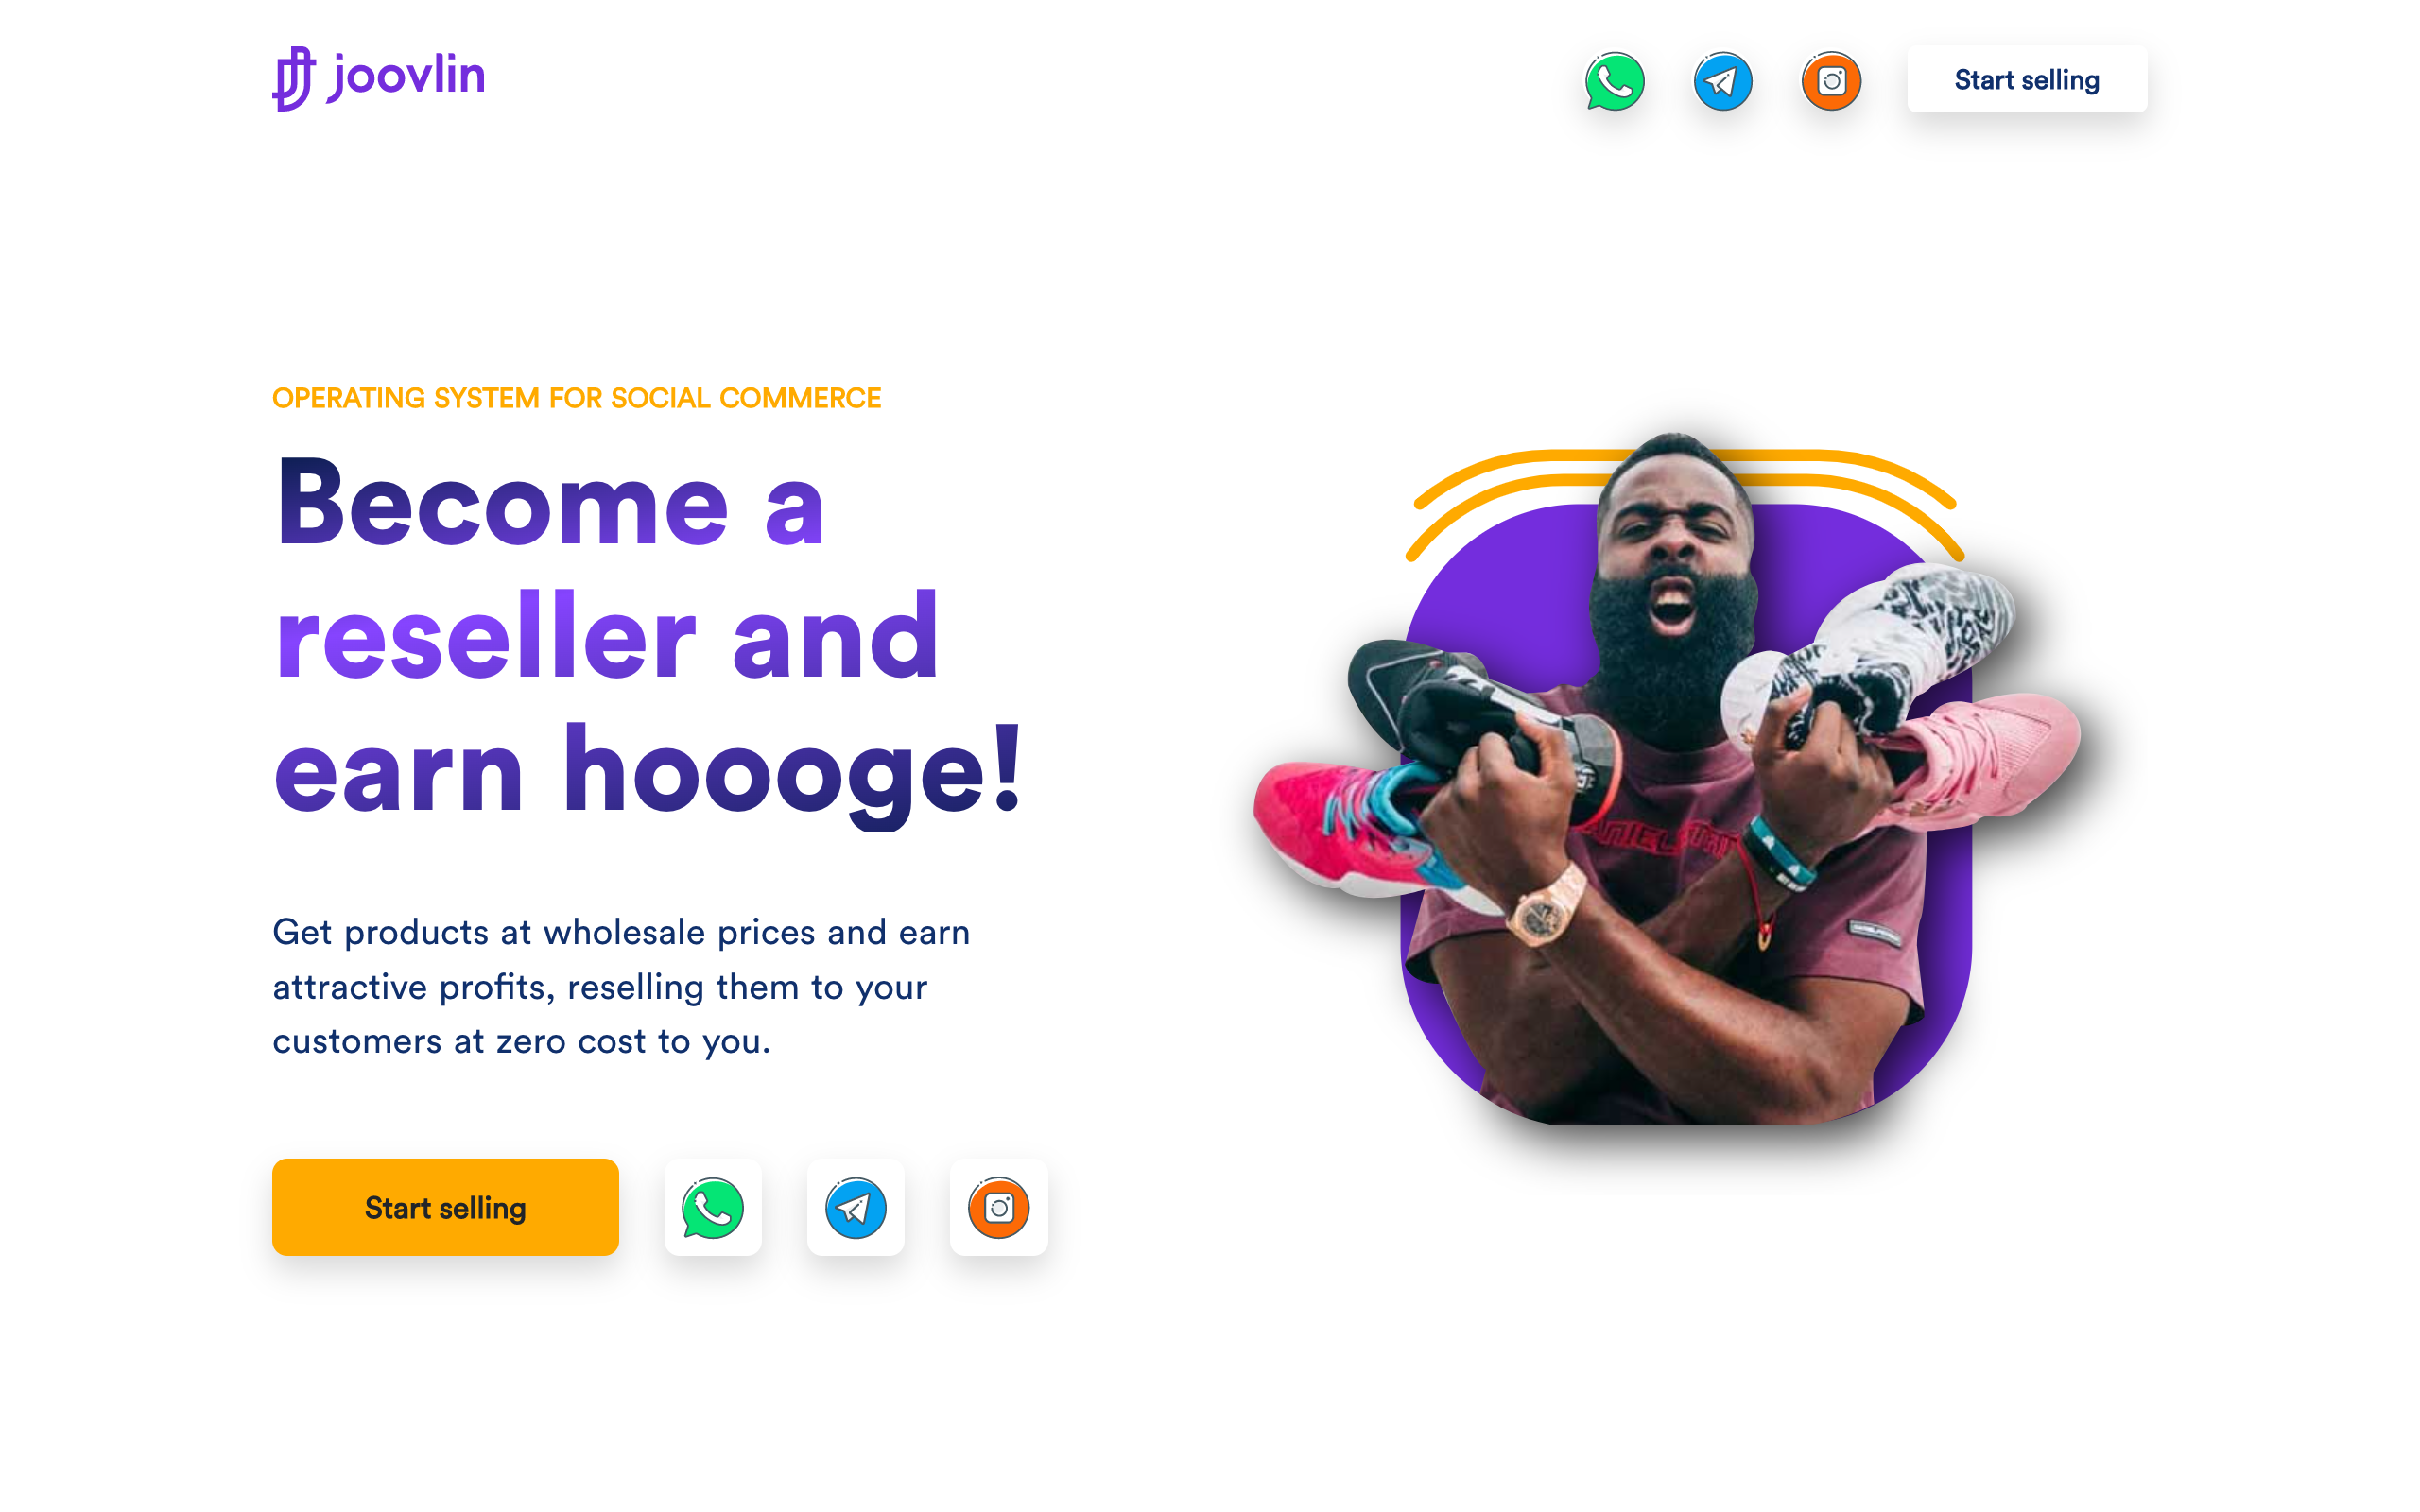 joovlin
Start selling
OPERATING SYSTEM FOR SOCIAL COMMERCE
Become a
reseller and
earn hoooge!
Get products at wholesale prices and earn
attractive profits, reselling them to your
customers at zero cost to you.
Start selling